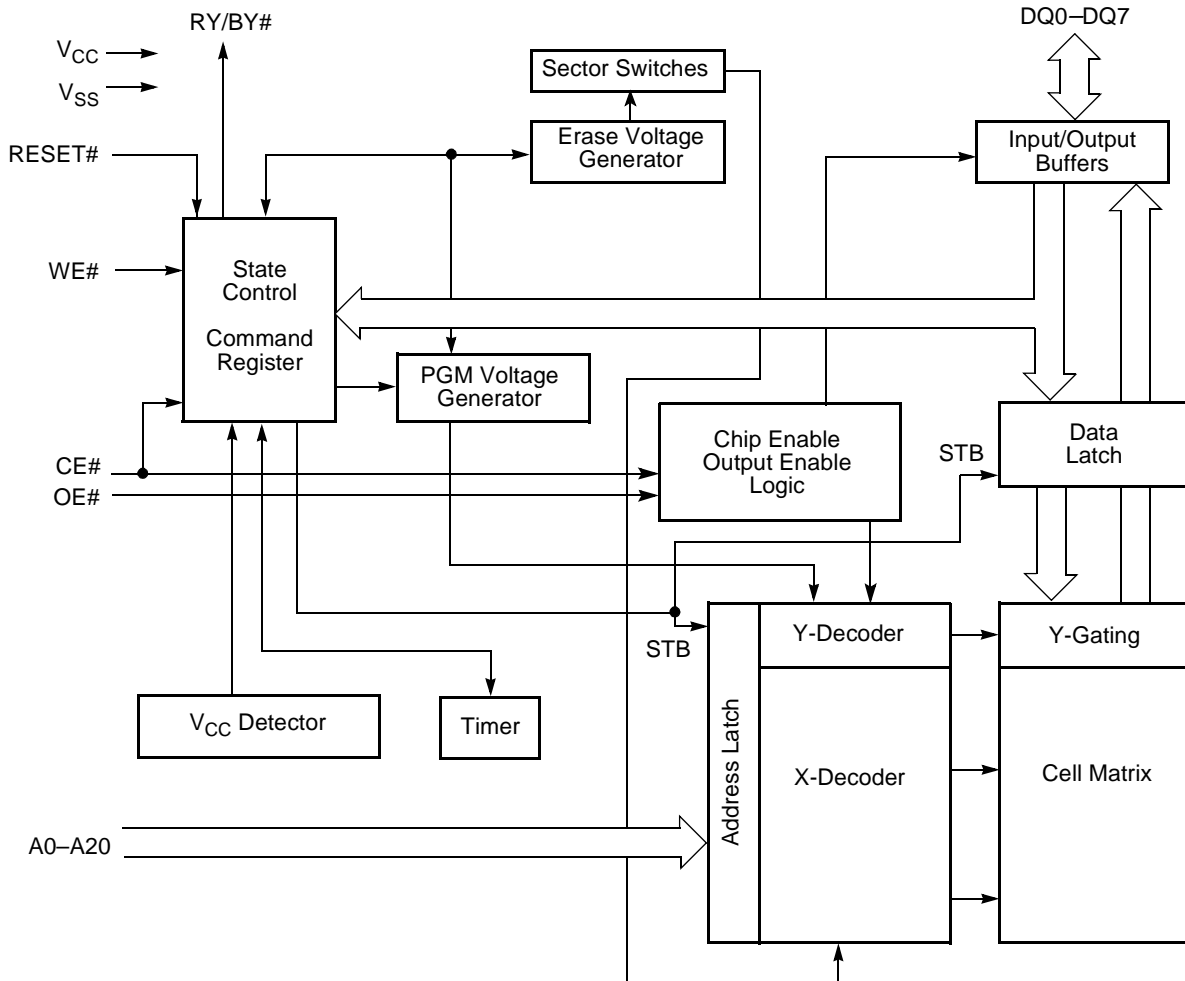 RY/BY#
DQ0–DQ7
VCC
VSS
Sector Switches
Erase Voltage
Generator
Input/Output
Buffers
RESET#
WE#
State
Control
Command
Register
PGM Voltage
Generator
Chip Enable
Output Enable
Logic
Data
Latch
STB
CE#
OE#
STB
Y-Decoder
Y-Gating
VCC Detector
Timer
Address Latch
X-Decoder
Cell Matrix
A0–A20